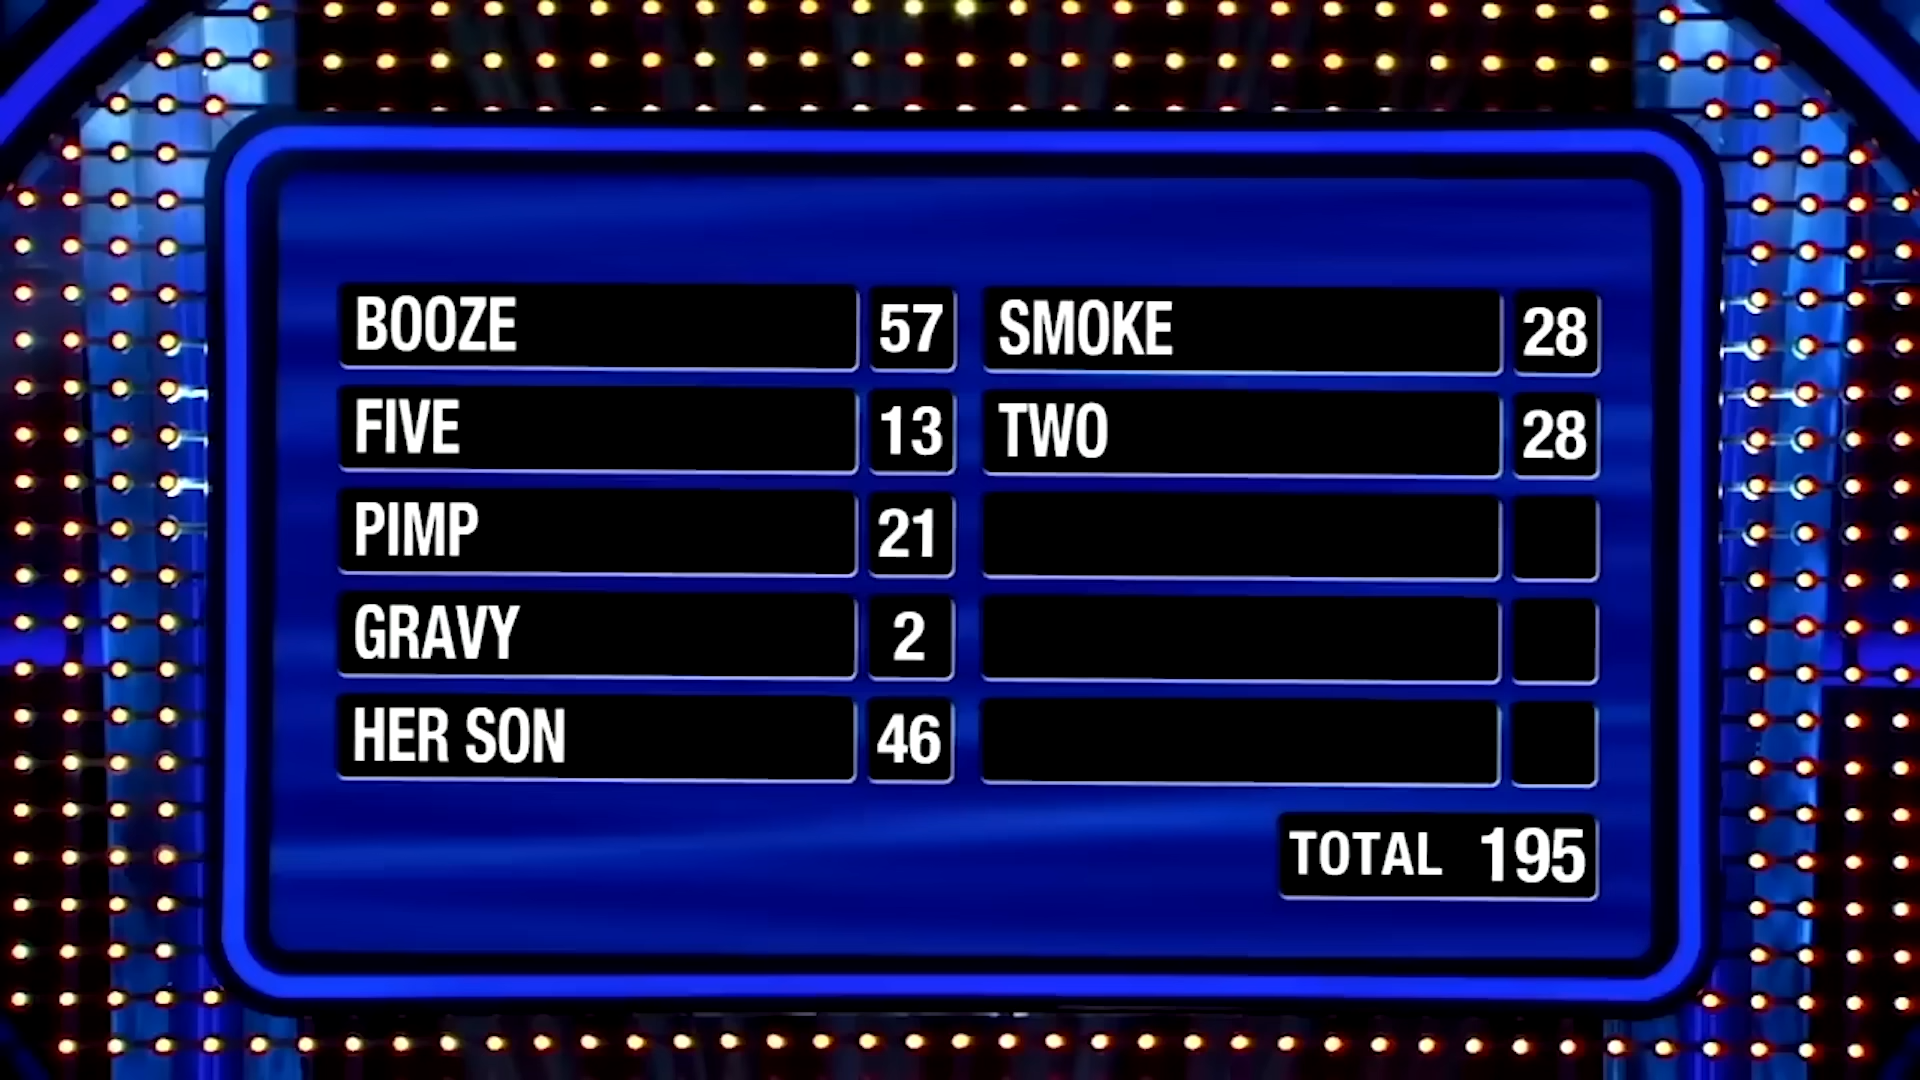 BOOZE 57 SMOKE 28
FIVE 13 TWO 28
PIMP 21
GRAVY 2
HER SON 46
TOTAL 195